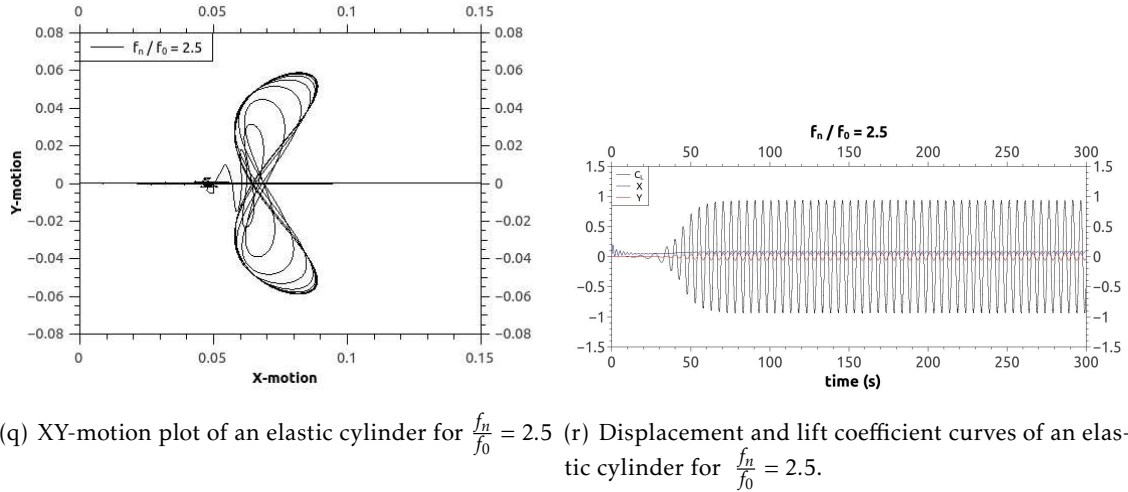 0 0.05 0.1 0.15
0.08 0.08
fn / f0 = 2.5
0.06 0.06
0.04 0.04
0.02 0.02
0 0
−0.02 −0.02
−0.04 −0.04
−0.06 −0.06
−0.08 −0.08
0 0.05 0.1 0.15
Y-motion
X-motion
fn / f0 = 2.5
0 50 100 150 200 250 300
1.5 1.5
CL
X
Y
1 1
0.5 0.5
0 0
−0.5 −0.5
−1 −1
−1.5 −1.5
0 50 100 150 200 250 300
time (s)
(q) XY-motion plot of an elastic cylinder for fn/f0 = 2.5
(r) Displacement and lift coefficient curves of an elas-
tic cylinder for fn/f0 = 2.5.